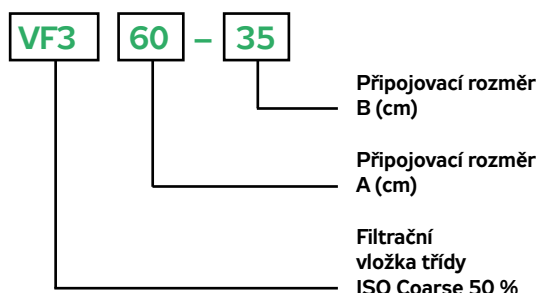 VF3 60 – 35
Připojovací rozměr
B (cm)
Připojovací rozměr
A (cm)
Filtrační
vložka třídy
ISO Coarse 50 %